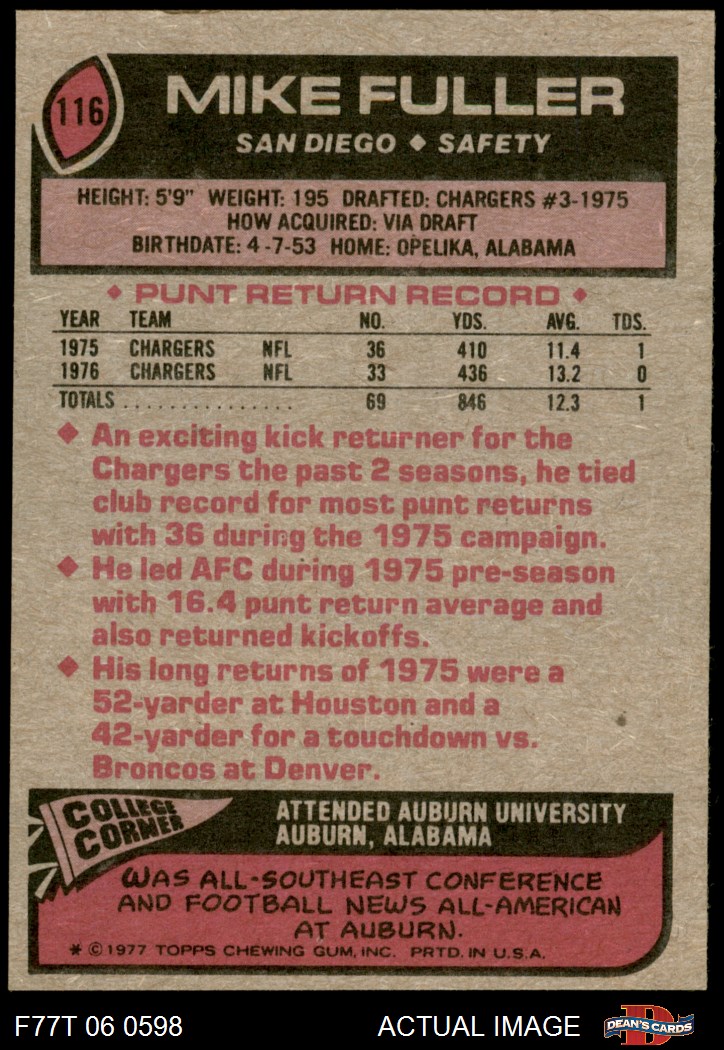 116
MIKE FULLER
SAN DIEGO ◆ SAFETY
HEIGHT: 5'9" WEIGHT: 195 DRAFTED: CHARGERS #3-1975
HOW ACQUIRED: VIA DRAFT
BIRTHDATE: 4-7-53 HOME: OPELIKA, ALABAMA
◆ PUNT RETURN RECORD ◆
YEAR TEAM NO. YDS. AVG. TDS.
1975 CHARGERS NFL 36 410 11.4 1
1976 CHARGERS NFL 33 436 13.2 0
TOTALS ............... 69 846 12.3 1
◆ An exciting kick returner for the
Chargers the past 2 seasons, he tied
club record for most punt returns
with 36 during the 1975 campaign.
◆ He led AFC during 1975 pre-season
with 16.4 punt return average and
also returned kickoffs.
◆ His long returns of 1975 were a
52-yarder at Houston and a
42-yarder for a touchdown vs.
Broncos at Denver.
COLLEGE
CORNER
ATTENDED AUBURN UNIVERSITY
AUBURN, ALABAMA
WAS ALL-SOUTHEAST CONFERENCE
AND FOOTBALL NEWS ALL-AMERICAN
AT AUBURN.
* © 1977 TOPPS CHEWING GUM, INC. PRTD. IN U.S.A.
F77T 06 0598 ACTUAL IMAGE D DEAN'S CARDS